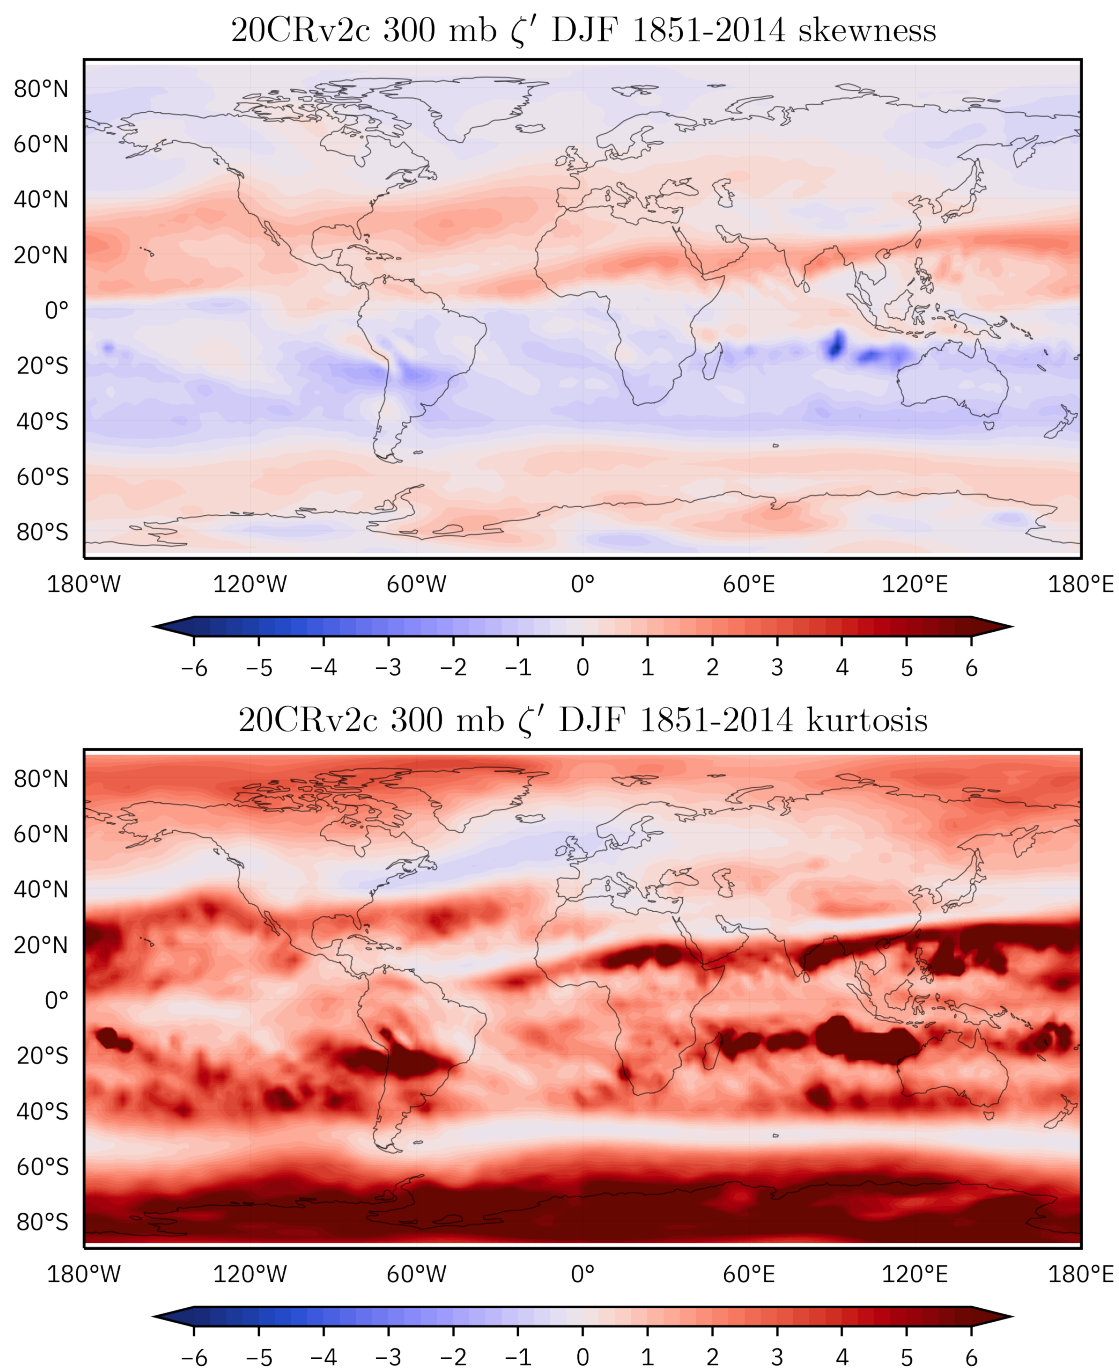 20CRv2c 300 mb ζ′ DJF 1851-2014 skewness
80°N
60°N
40°N
20°N
0°
20°S
40°S
60°S
80°S
180°W 120°W 60°W 0° 60°E 120°E 180°E
−6 −5 −4 −3 −2 −1 0 1 2 3 4 5 6
20CRv2c 300 mb ζ′ DJF 1851-2014 kurtosis
80°N
60°N
40°N
20°N
0°
20°S
40°S
60°S
80°S
180°W 120°W 60°W 0° 60°E 120°E 180°E
−6 −5 −4 −3 −2 −1 0 1 2 3 4 5 6